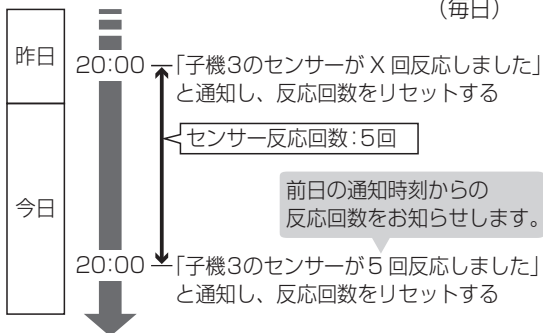 （毎日）
昨日
20:00
「子機3のセンサーが X 回反応しました」
と通知し、反応回数をリセットする
センサー反応回数：5回
今日
前日の通知時刻からの
反応回数をお知らせします。
20:00
「子機3のセンサーが5 回反応しました」
と通知し、反応回数をリセットする